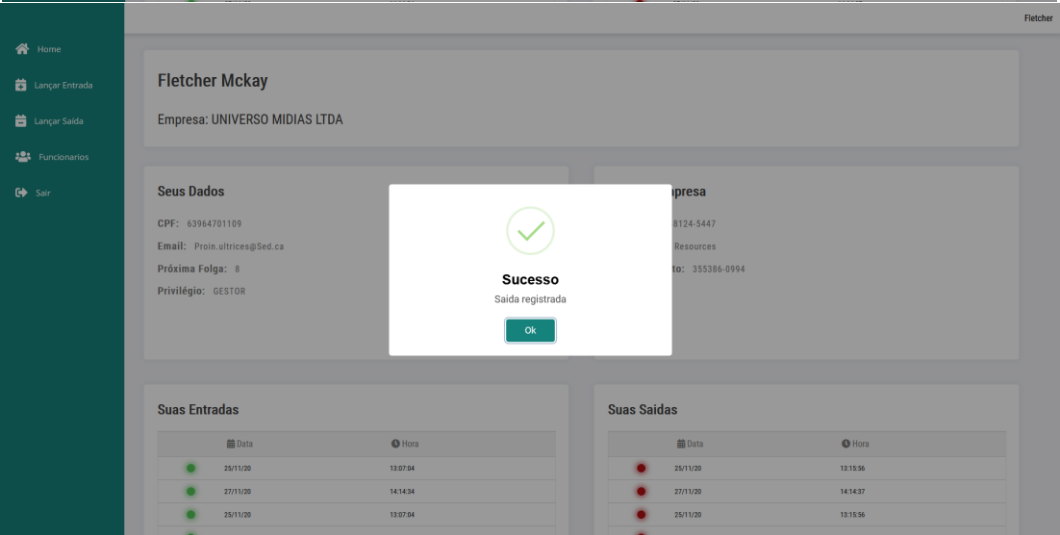 Fletcher
Home
Lançar Entrada
Lançar Saida
Funcionarios
Sair
Fletcher Mckay
Empresa: UNIVERSO MIDIAS LTDA
Seus Dados
CPF: 63964701109
Email: Proin.ultrices@Sed.ca
Próxima Folga: 8
Privilégio: GESTOR
presa
8124-5447
Resources
to: 355386-0994
Sucesso
Saida registrada
Ok
Suas Entradas
Data Hora
25/11/20 13:07:04
27/11/20 14:14:34
25/11/20 13:07:04
Suas Saidas
Data Hora
25/11/20 13:15:56
27/11/20 14:14:37
25/11/20 13:15:56